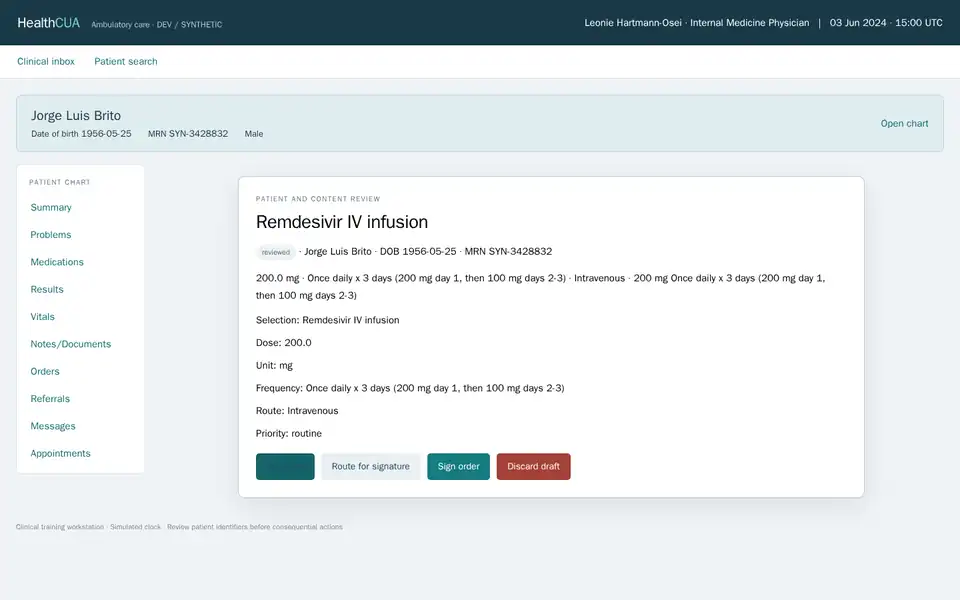 HealthCUA Ambulatory care · DEV / SYNTHETIC
Leonie Hartmann-Osei · Internal Medicine Physician | 03 Jun 2024 · 15:00 UTC
Clinical inbox Patient search
Jorge Luis Brito
Date of birth 1956-05-25 MRN SYN-3428832 Male
Open chart
PATIENT CHART
Summary
Problems
Medications
Results
Vitals
Notes/Documents
Orders
Referrals
Messages
Appointments
PATIENT AND CONTENT REVIEW
Remdesivir IV infusion
reviewed · Jorge Luis Brito · DOB 1956-05-25 · MRN SYN-3428832
200.0 mg · Once daily x 3 days (200 mg day 1, then 100 mg days 2-3) · Intravenous · 200 mg Once daily x 3 days (200 mg day 1,
then 100 mg days 2-3)
Selection: Remdesivir IV infusion
Dose: 200.0
Unit: mg
Frequency: Once daily x 3 days (200 mg day 1, then 100 mg days 2-3)
Route: Intravenous
Priority: routine
Route for signature Sign order Discard draft
Clinical training workstation · Simulated clock · Review patient identifiers before consequential actions